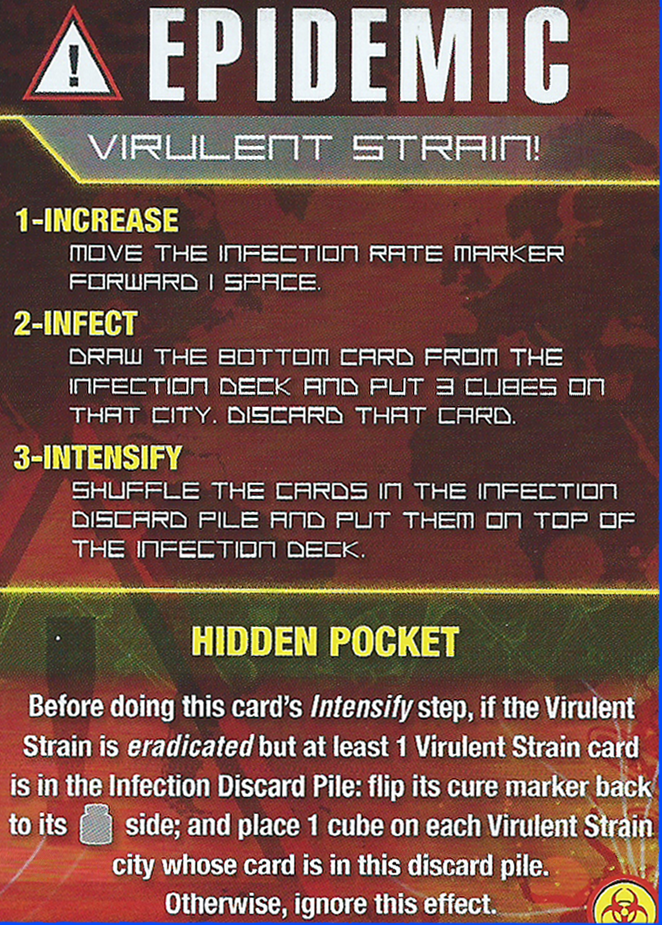 EPIDEMIC
VIRULENT STRAIN!
1-INCREASE
MOVE THE INFECTION RATE MARKER
FORWARD 1 SPACE.
2-INFECT
DRAW THE BOTTOM CARD FROM THE
INFECTION DECK AND PUT 3 CUBES ON
THAT CITY. DISCARD THAT CARD.
3-INTENSIFY
SHUFFLE THE CARDS IN THE INFECTION
DISCARD PILE AND PUT THEM ON TOP OF
THE INFECTION DECK.
HIDDEN POCKET
Before doing this card's Intensify step, if the Virulent
Strain is eradicated but at least 1 Virulent Strain card
is in the Infection Discard Pile: flip its cure marker back
to its side; and place 1 cube on each Virulent Strain
city whose card is in this discard pile.
Otherwise, ignore this effect.